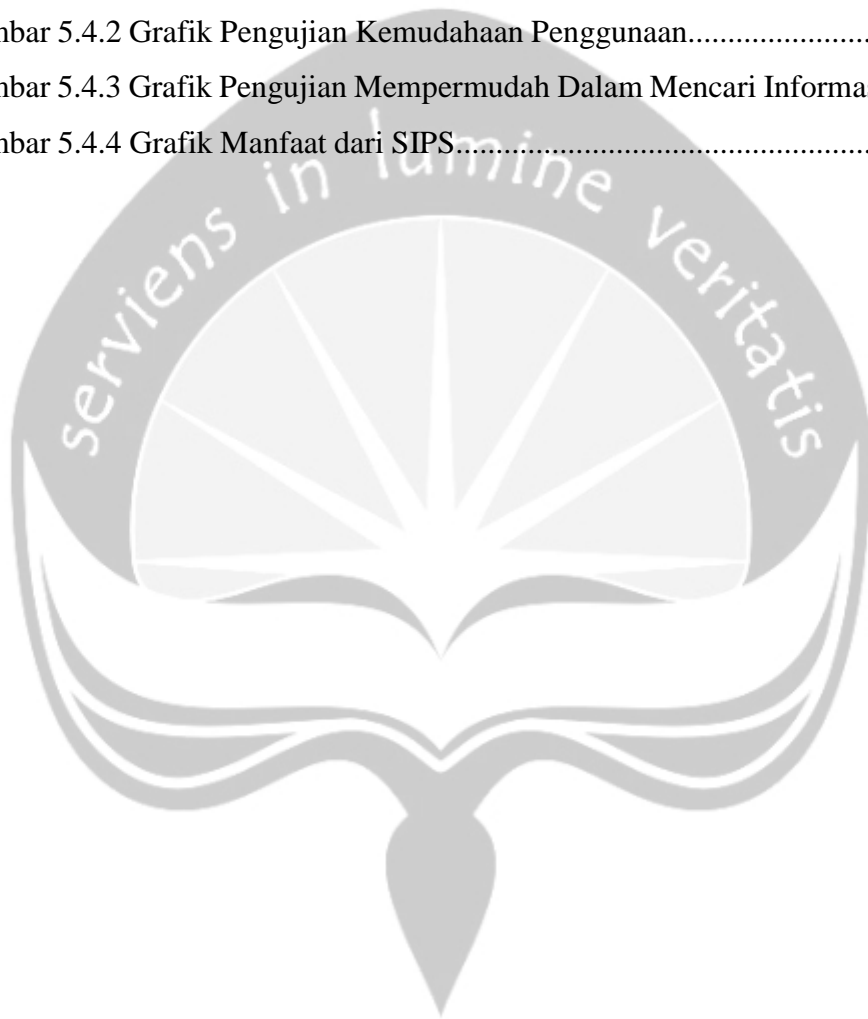 mbar 5.4.2 Grafik Pengujian Kemudahaan Penggunaan......................
mbar 5.4.3 Grafik Pengujian Mempermudah Dalam Mencari Informa
mbar 5.4.4 Grafik Manfaat dari SIPS..................................................
serviens in lumine veritatis